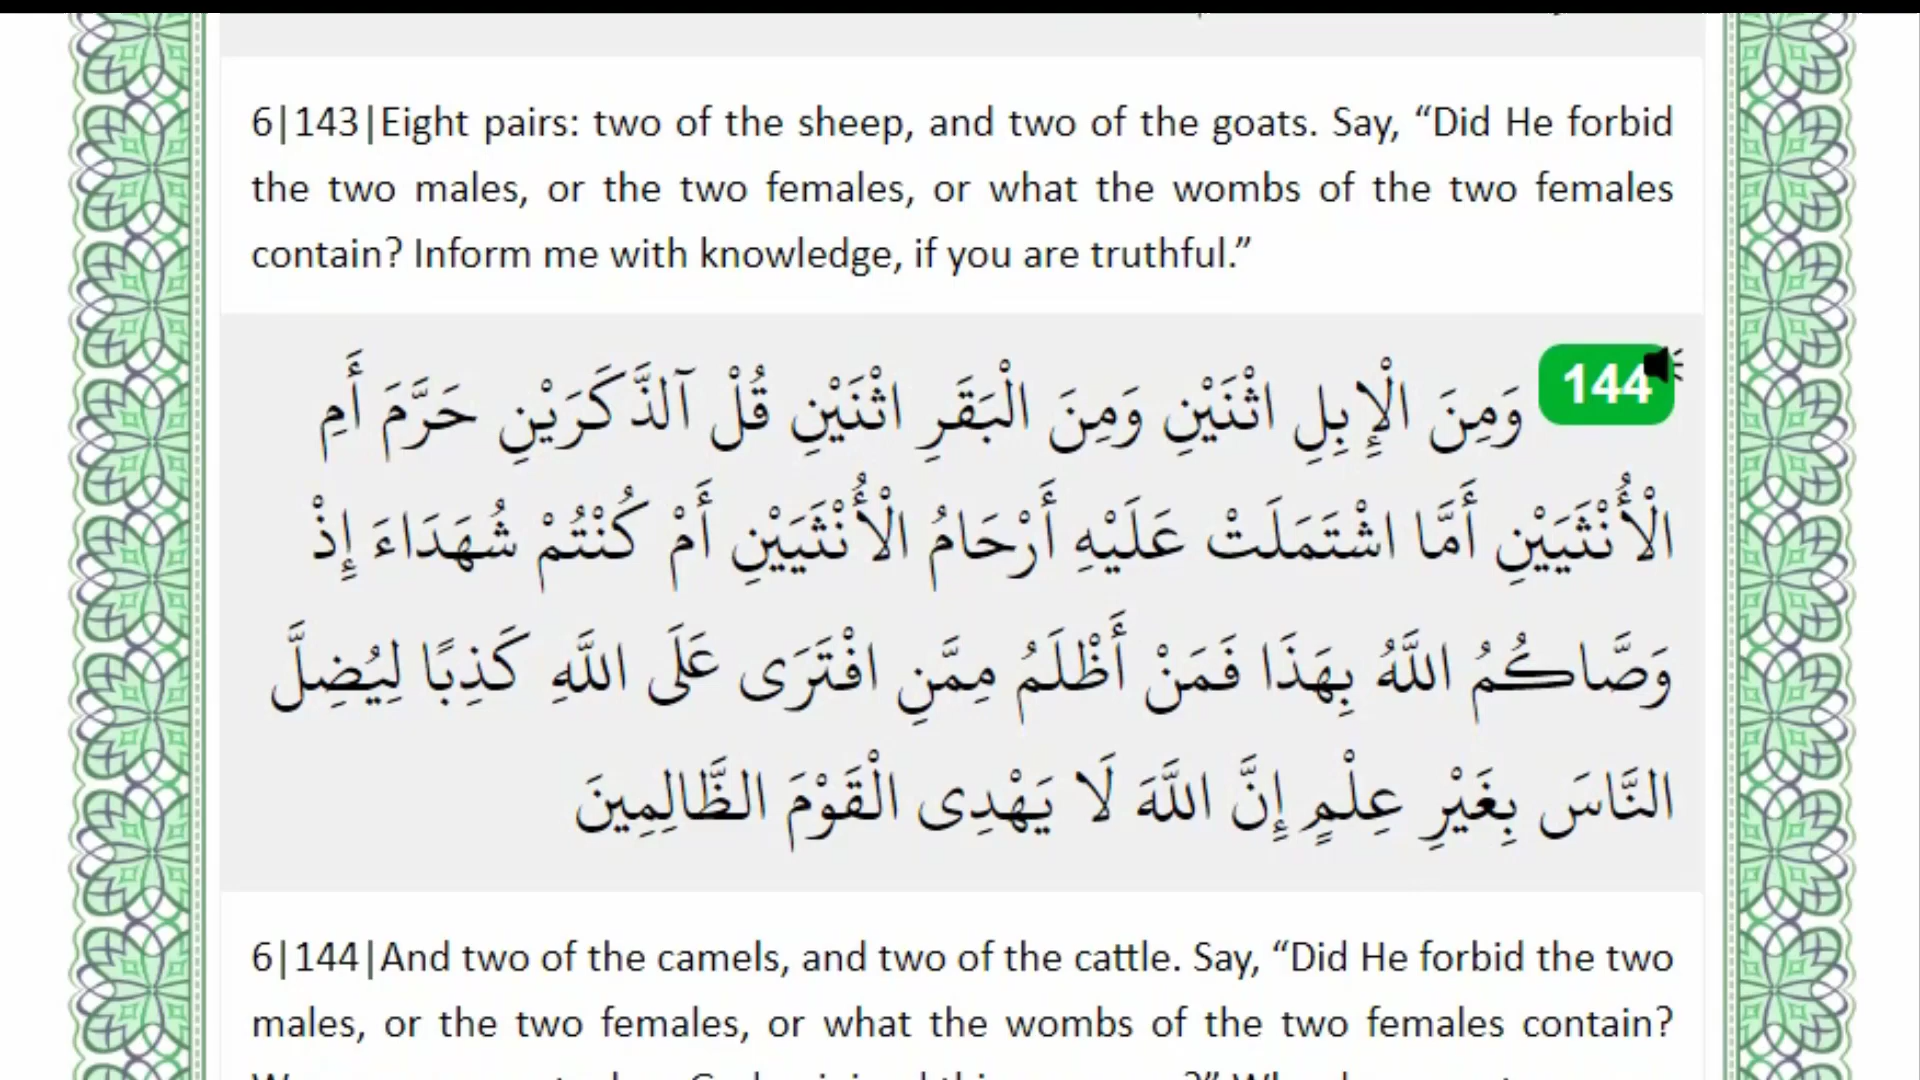 6|143|Eight pairs: two of the sheep, and two of the goats. Say, “Did He forbid
the two males, or the two females, or what the wombs of the two females
contain? Inform me with knowledge, if you are truthful.”
144 وَمِنَ الْإِبِلِ اثْنَيْنِ وَمِنَ الْبَقَرِ اثْنَيْنِ قُلْ آلذَّكَرَيْنِ حَرَّمَ أَمِ
الْأُنْثَيَيْنِ أَمَّا اشْتَمَلَتْ عَلَيْهِ أَرْحَامُ الْأُنْثَيَيْنِ أَمْ كُنْتُمْ شُهَدَاءَ إِذْ
وَصَّاكُمُ اللَّهُ بِهَذَا فَمَنْ أَظْلَمُ مِمَّنِ افْتَرَى عَلَى اللَّهِ كَذِبًا لِيُضِلَّ
النَّاسَ بِغَيْرِ عِلْمٍ إِنَّ اللَّهَ لَا يَهْدِى الْقَوْمَ الظَّالِمِينَ
6|144|And two of the camels, and two of the cattle. Say, “Did He forbid the two
males, or the two females, or what the wombs of the two females contain?